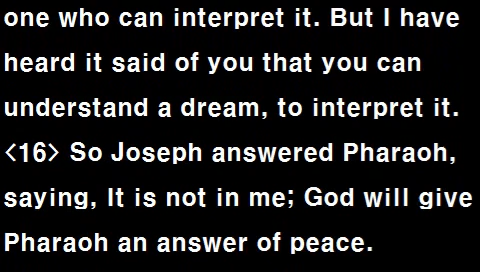 one who can interpret it. But I have
heard it said of you that you can
understand a dream, to interpret it.
<16> So Joseph answered Pharaoh,
saying, It is not in me; God will give
Pharaoh an answer of peace.